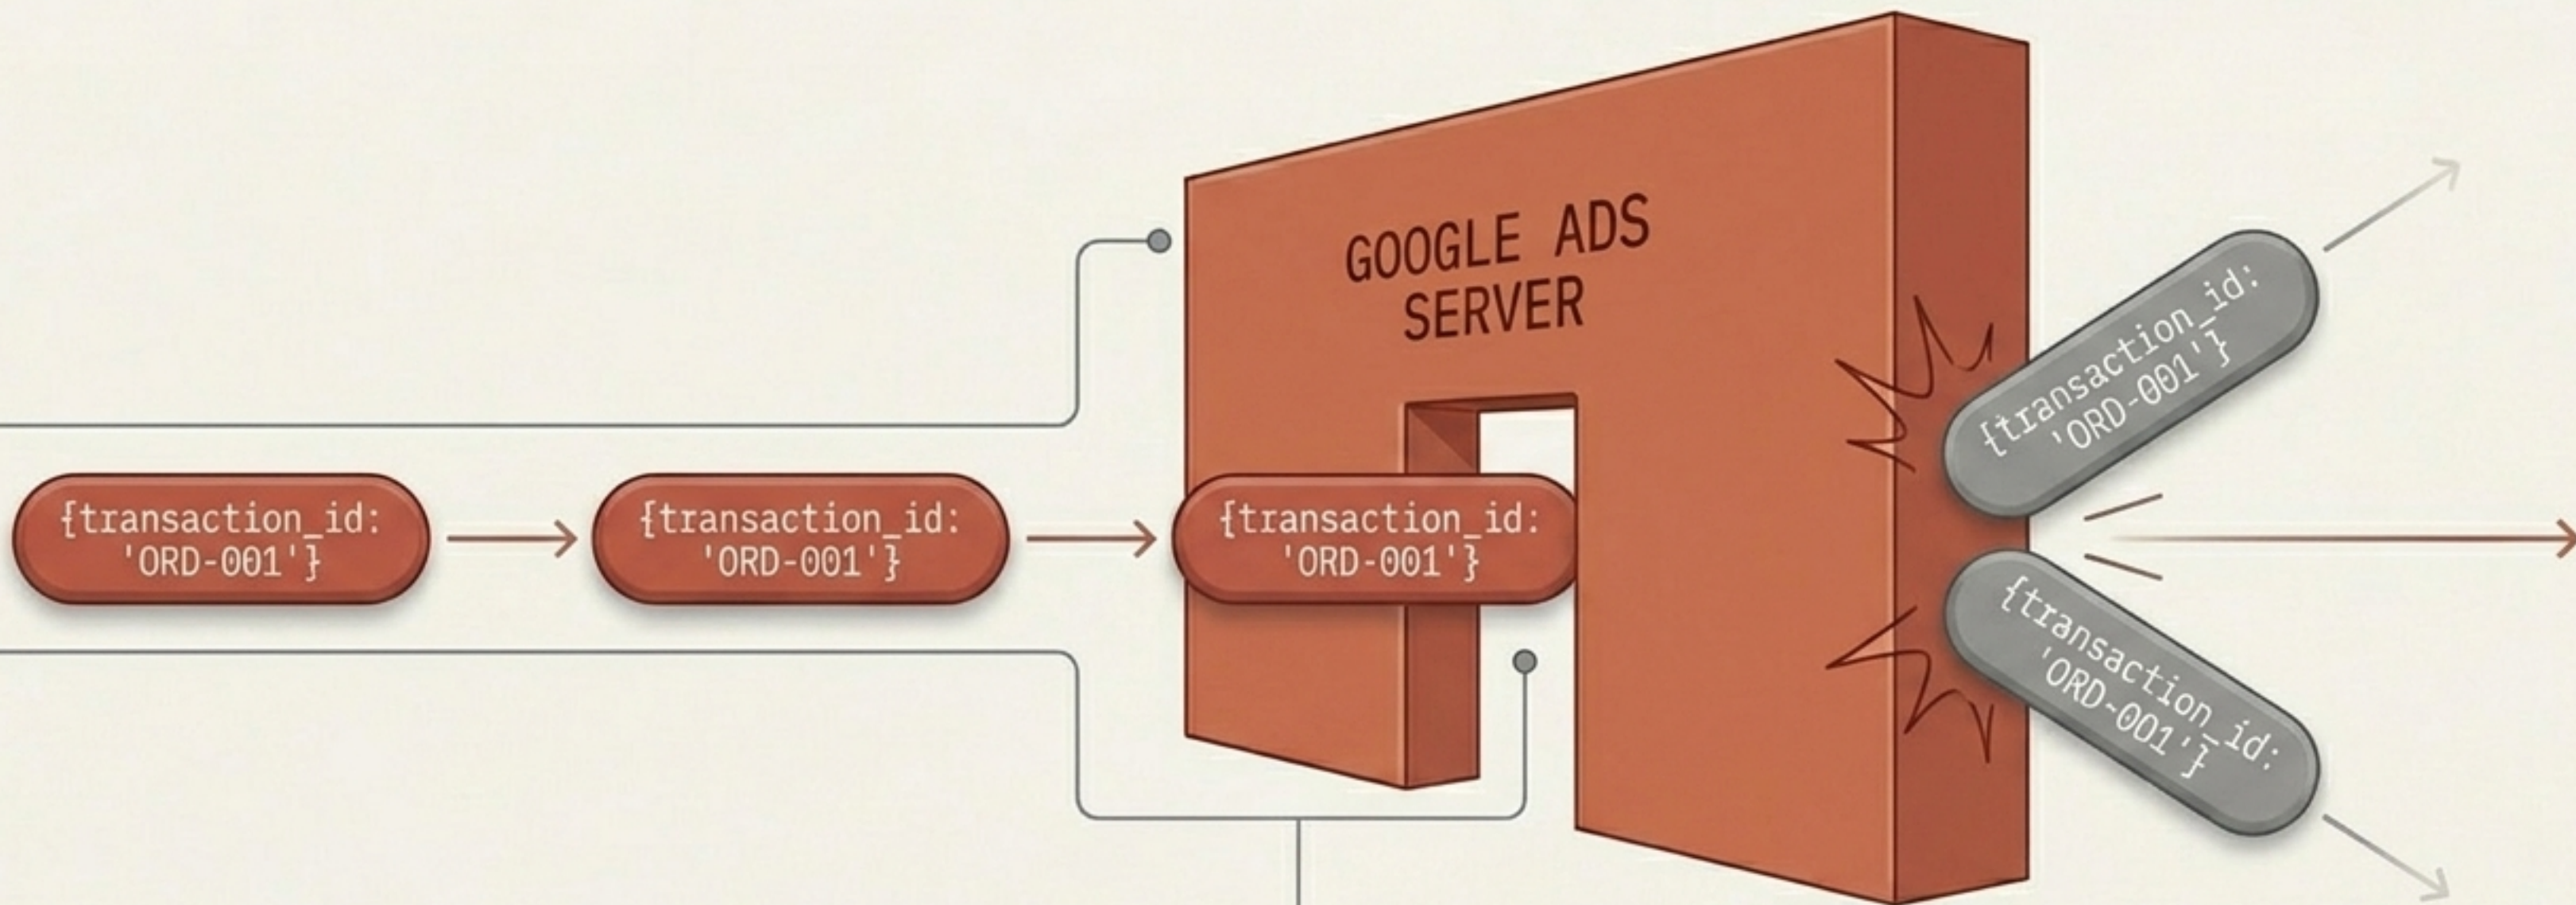 {transaction_id:
'ORD-001'}
{transaction_id:
'ORD-001'}
GOOGLE ADS
SERVER
{transaction_id:
'ORD-001'}
{transaction_id:
'ORD-001'}
{transaction_id:
'ORD-001'}